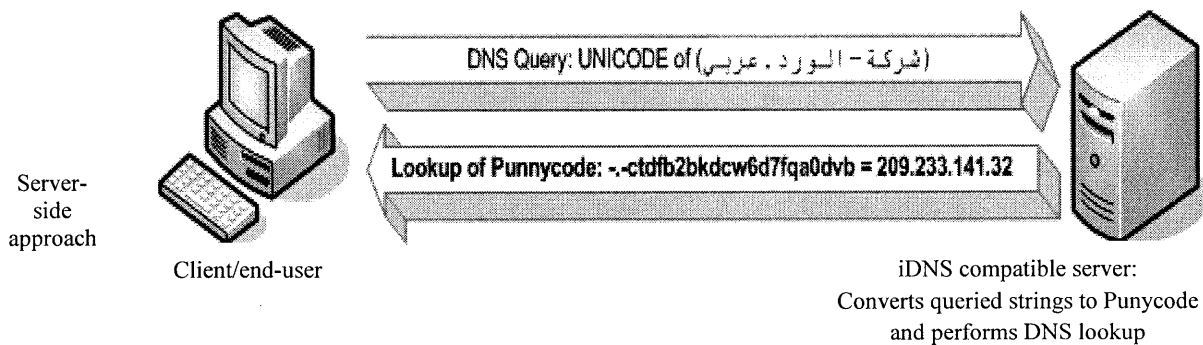 DNS Query: UNICODE of (شركة - الورد . عربي)
Lookup of Punnycode: -.-ctdfb2bkdcw6d7fqa0dvb = 209.233.141.32
Server-
side
approach
Client/end-user
iDNS compatible server:
Converts queried strings to Punycode
and performs DNS lookup